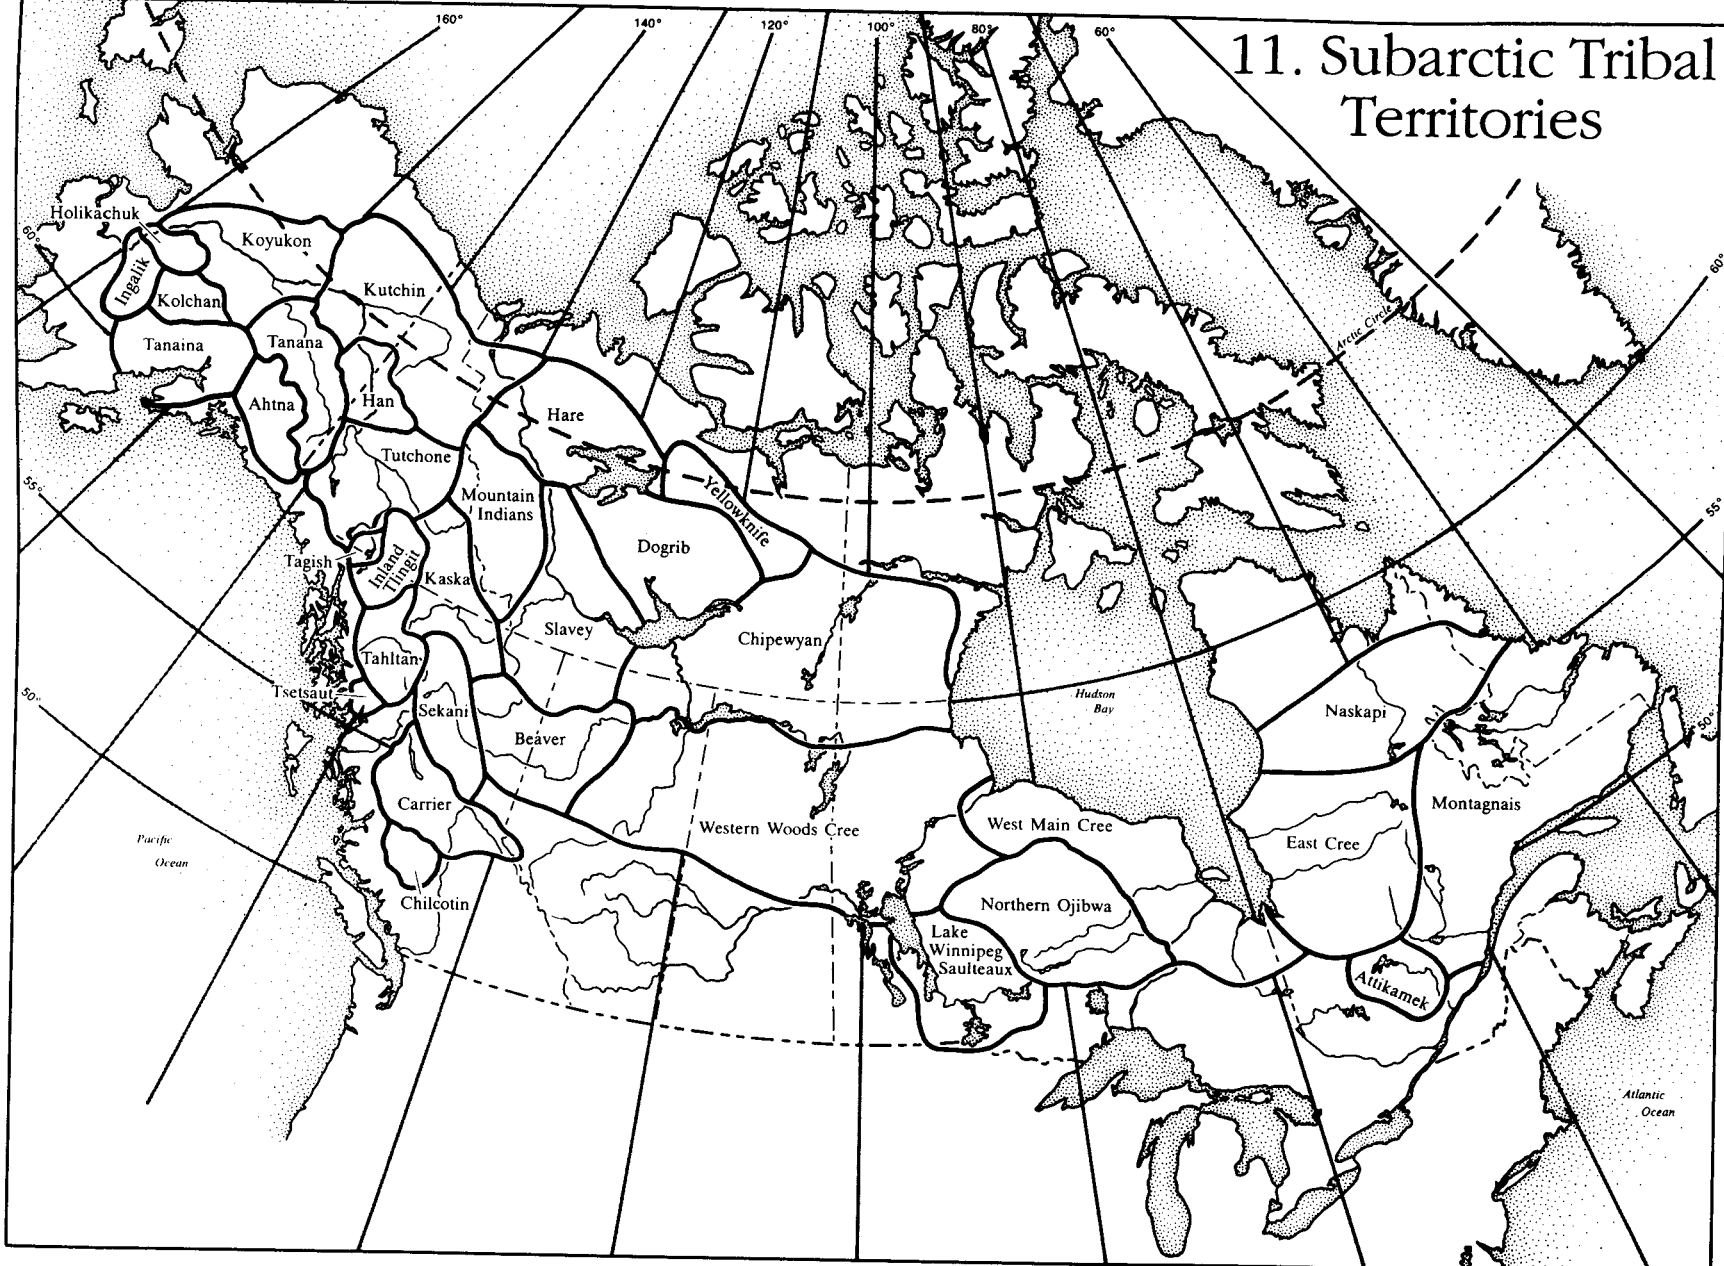 160°
140°
120°
100°
80°
60°
11. Subarctic Tribal
Territories
Holikachuk
60°
Koyukon
Ingalik
Kolchan
Kutchin
60°
Tanaina
Tanana
Arctic Circle
Ahtna
Han
Hare
Tutchone
55°
Mountain
Indians
Yellowknife
55°
Tagish
Inland
Tlingit
Kaska
Dogrib
Slavey
Chipewyan
Tahltan
Tsetsaut
50°
Sekani
Hudson
Bay
Naskapi
50°
Beaver
Carrier
Western Woods Cree
West Main Cree
Montagnais
East Cree
Pacific
Ocean
Chilcotin
Northern Ojibwa
Lake
Winnipeg
Saulteaux
Attikamek
Atlantic
Ocean